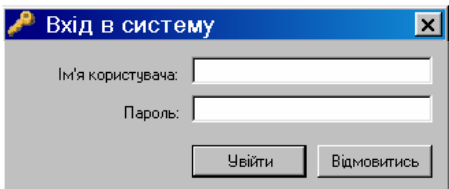 Вхід в систему
Ім'я користувача:
Пароль:
Увійти Відмовитись